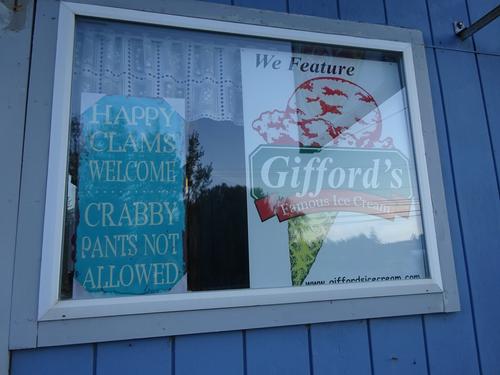 HAPPY
CLAMS
WELCOME
CRABBY
PANTS NOT
ALLOWED
We Feature
Gifford's
Famous Ice Cream
www.giffordsicecream.com